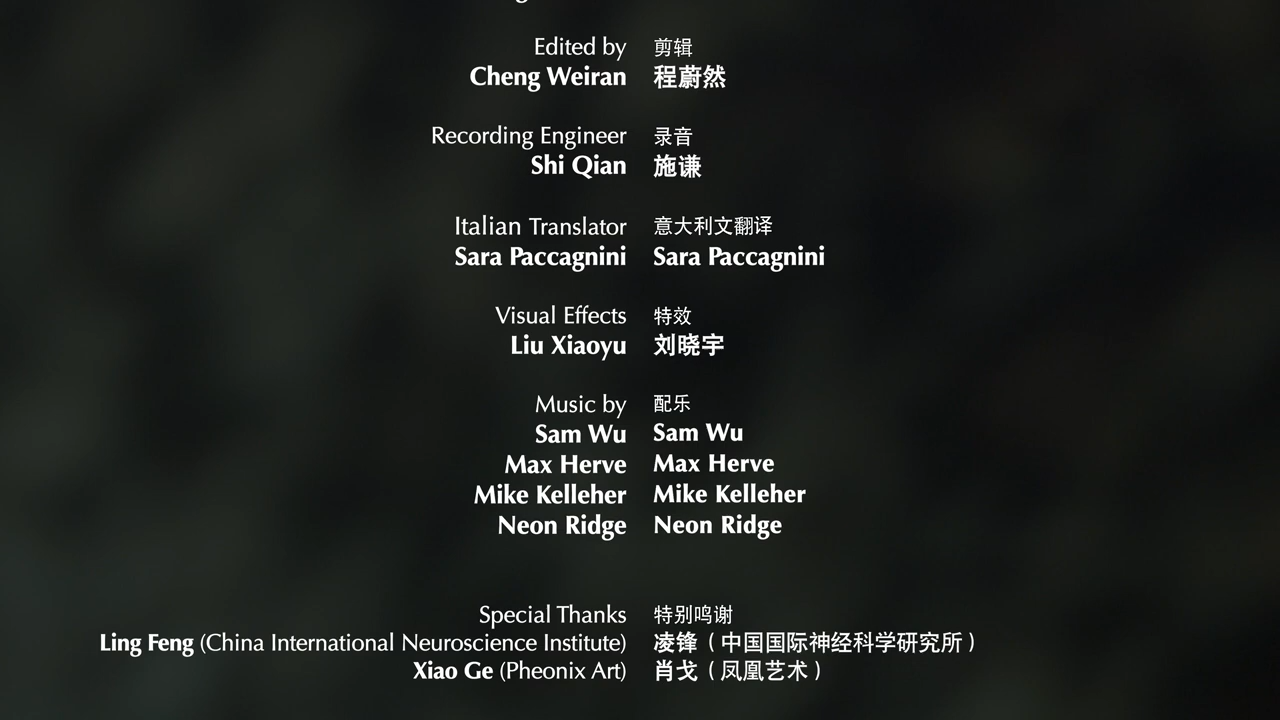 Edited by 剪辑
Cheng Weiran 程蔚然
Recording Engineer 录音
Shi Qian 施谦
Italian Translator 意大利文翻译
Sara Paccagnini Sara Paccagnini
Visual Effects 特效
Liu Xiaoyu 刘晓宇
Music by 配乐
Sam Wu Sam Wu
Max Herve Max Herve
Mike Kelleher Mike Kelleher
Neon Ridge Neon Ridge
Special Thanks 特别鸣谢
Ling Feng (China International Neuroscience Institute) 凌锋（中国国际神经科学研究所）
Xiao Ge (Pheonix Art) 肖戈（凤凰艺术）